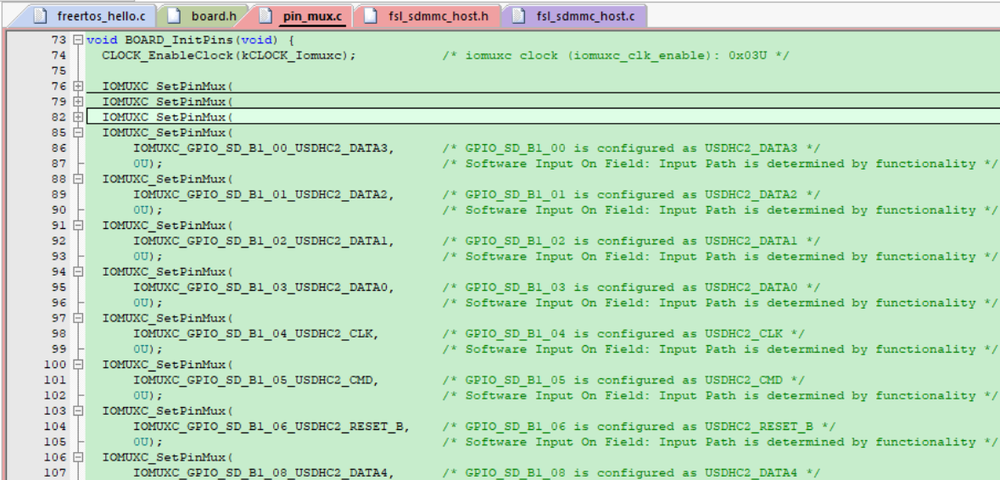 freertos_hello.c board.h pin_mux.c fsl_sdmmc_host.h fsl_sdmmc_host.c
73 void BOARD_InitPins(void) {
74 CLOCK_EnableClock(kCLOCK_Iomuxc); /* iomuxc clock (iomuxc_clk_enable): 0x03U */
75
76 IOMUXC_SetPinMux(
79 IOMUXC_SetPinMux(
82 IOMUXC_SetPinMux(
85 IOMUXC_SetPinMux(
86 IOMUXC_GPIO_SD_B1_00_USDHC2_DATA3, /* GPIO_SD_B1_00 is configured as USDHC2_DATA3 */
87 0U); /* Software Input On Field: Input Path is determined by functionality */
88 IOMUXC_SetPinMux(
89 IOMUXC_GPIO_SD_B1_01_USDHC2_DATA2, /* GPIO_SD_B1_01 is configured as USDHC2_DATA2 */
90 0U); /* Software Input On Field: Input Path is determined by functionality */
91 IOMUXC_SetPinMux(
92 IOMUXC_GPIO_SD_B1_02_USDHC2_DATA1, /* GPIO_SD_B1_02 is configured as USDHC2_DATA1 */
93 0U); /* Software Input On Field: Input Path is determined by functionality */
94 IOMUXC_SetPinMux(
95 IOMUXC_GPIO_SD_B1_03_USDHC2_DATA0, /* GPIO_SD_B1_03 is configured as USDHC2_DATA0 */
96 0U); /* Software Input On Field: Input Path is determined by functionality */
97 IOMUXC_SetPinMux(
98 IOMUXC_GPIO_SD_B1_04_USDHC2_CLK, /* GPIO_SD_B1_04 is configured as USDHC2_CLK */
99 0U); /* Software Input On Field: Input Path is determined by functionality */
100 IOMUXC_SetPinMux(
101 IOMUXC_GPIO_SD_B1_05_USDHC2_CMD, /* GPIO_SD_B1_05 is configured as USDHC2_CMD */
102 0U); /* Software Input On Field: Input Path is determined by functionality */
103 IOMUXC_SetPinMux(
104 IOMUXC_GPIO_SD_B1_06_USDHC2_RESET_B, /* GPIO_SD_B1_06 is configured as USDHC2_RESET_B */
105 0U); /* Software Input On Field: Input Path is determined by functionality */
106 IOMUXC_SetPinMux(
107 IOMUXC_GPIO_SD_B1_08_USDHC2_DATA4, /* GPIO_SD_B1_08 is configured as USDHC2_DATA4 */